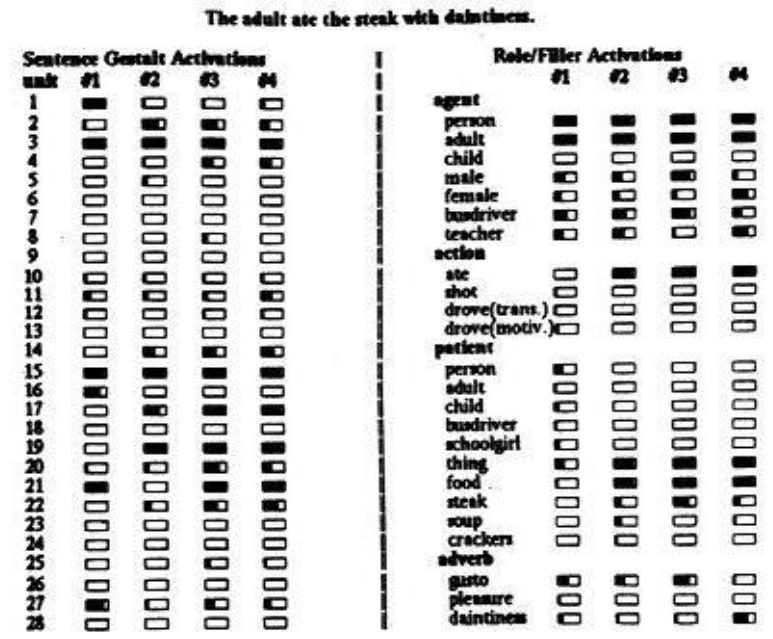 The adult ate the steak with daintiness.
Sentence Gestalt Activations
unit #1 #2 #3 #4
1
2
3
4
5
6
7
8
9
10
11
12
13
14
15
16
17
18
19
20
21
22
23
24
25
26
27
28
Role/Filler Activations
#1 #2 #3 #4
agent
person
adult
child
male
female
busdriver
teacher
action
ate
shot
drove(trans.)
drove(motiv.)
patient
person
adult
child
busdriver
schoolgirl
thing
food
steak
soup
crackers
adverb
gusto
pleasure
daintiness